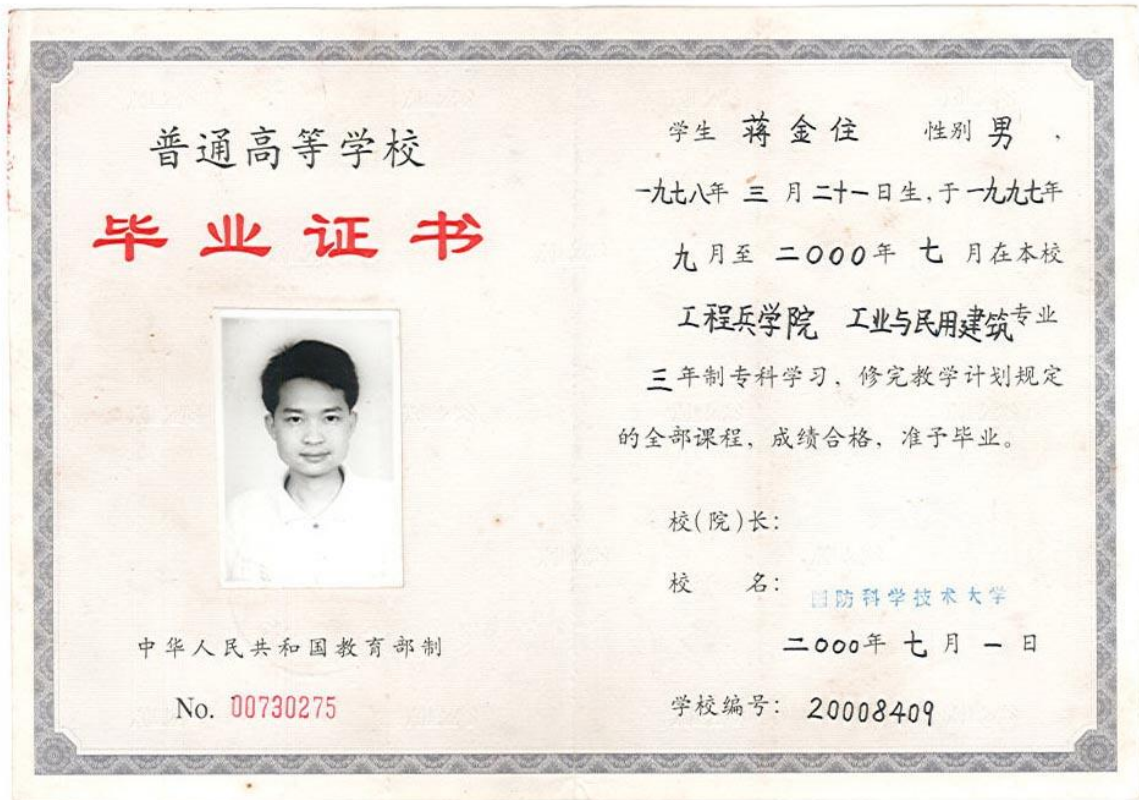 普通高等学校
毕业证书
中华人民共和国教育部制
No. 00730275
学生 蒋金住 性别 男 ,
一九七八年 三 月 二十一日生,于一九九七年
九月至 二〇〇〇年 七 月在本校
工程兵学院 工业与民用建筑专业
三年制专科学习,修完教学计划规定
的全部课程,成绩合格,准予毕业。
校(院)长:
校 名:
国防科学技术大学
二〇〇〇年 七 月 一 日
学校编号: 20008409